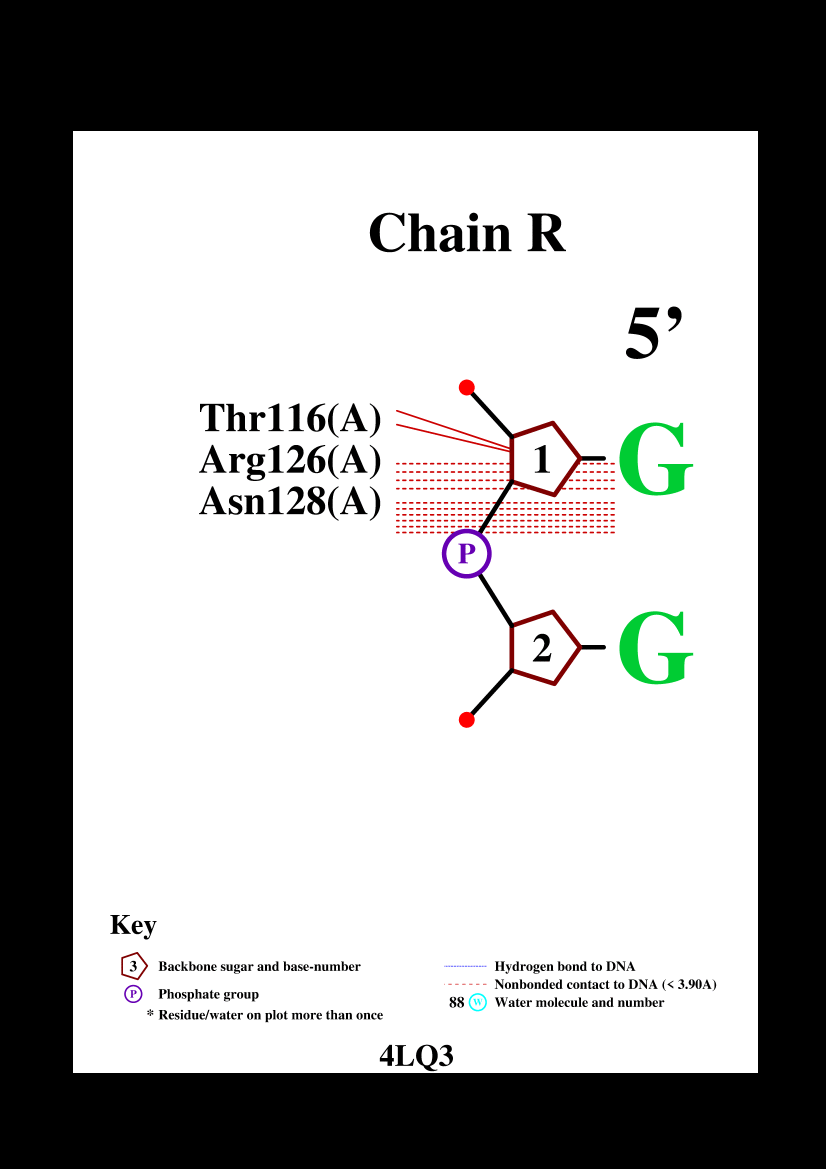 Chain R
5’
Thr116(A)
Arg126(A)
Asn128(A)
1
G
P
2
G
Key
3 Backbone sugar and base-number
P Phosphate group
* Residue/water on plot more than once
Hydrogen bond to DNA
Nonbonded contact to DNA (< 3.90A)
88 W Water molecule and number
4LQ3